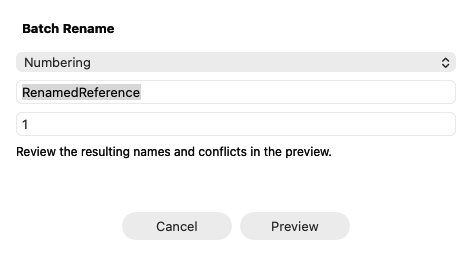 Batch Rename
Numbering
RenamedReference
1
Review the resulting names and conflicts in the preview.
Cancel
Preview